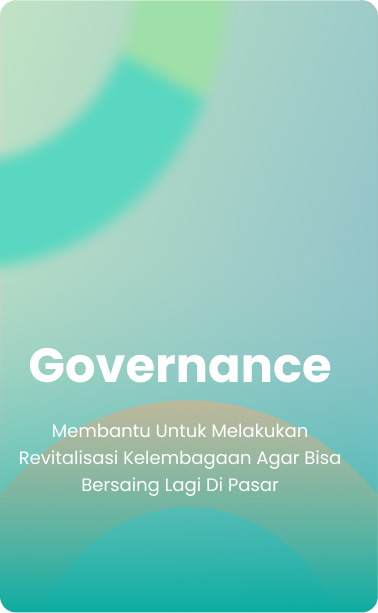 Governance
Membantu Untuk Melakukan
Revitalisasi Kelembagaan Agar Bisa
Bersaing Lagi Di Pasar